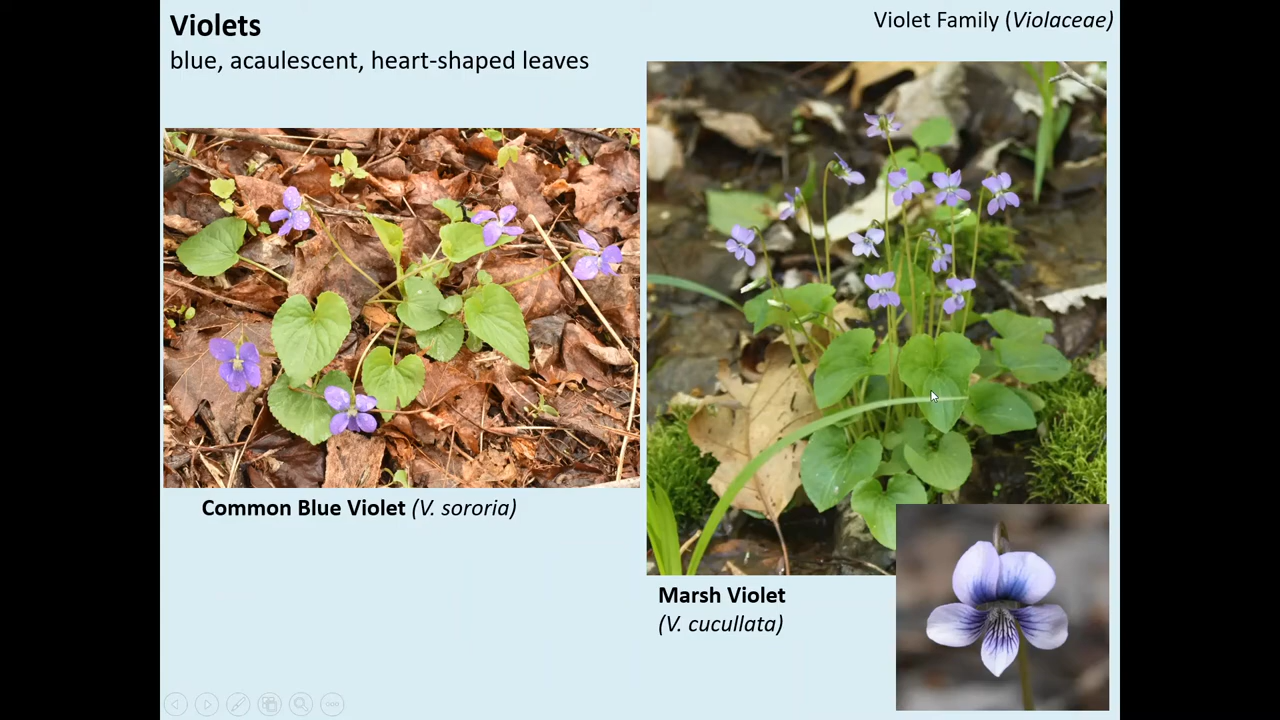 Violets
Violet Family (Violaceae)
blue, acaulescent, heart-shaped leaves
Common Blue Violet (V. sororia)
Marsh Violet
(V. cucullata)